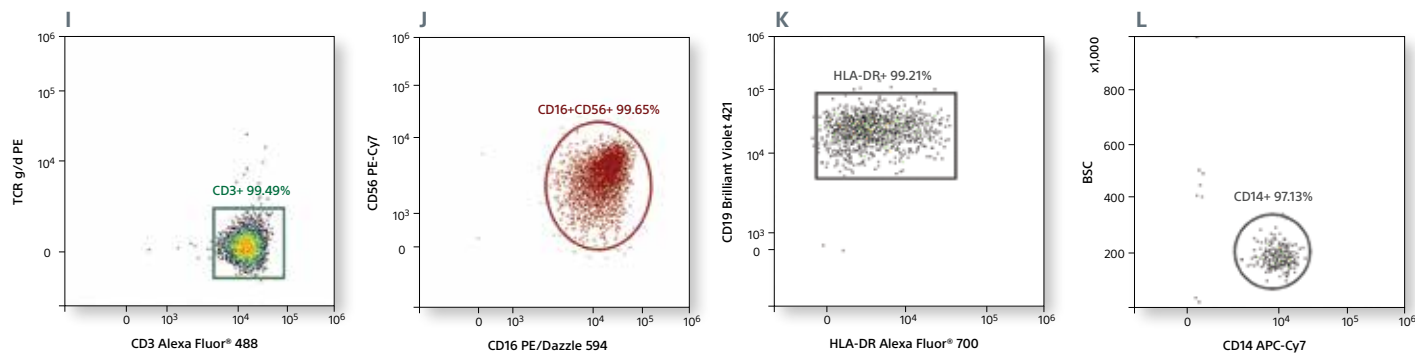 I
10⁶
10⁵
10⁴
0
TCR g/d PE
CD3+ 99.49%
0
10³
10⁴
10⁵
10⁶
CD3 Alexa Fluor® 488
J
10⁶
10⁵
10⁴
10³
0
CD56 PE-Cy7
CD16+CD56+ 99.65%
0
10³
10⁴
10⁵
10⁶
CD16 PE/Dazzle 594
K
10⁶
10⁵
10⁴
10³
0
CD19 Brilliant Violet 421
HLA-DR+ 99.21%
0
10⁴
10⁵
10⁶
HLA-DR Alexa Fluor® 700
L
x1,000
800
600
400
200
BSC
CD14+ 97.13%
0
10⁴
10⁵
10⁶
CD14 APC-Cy7